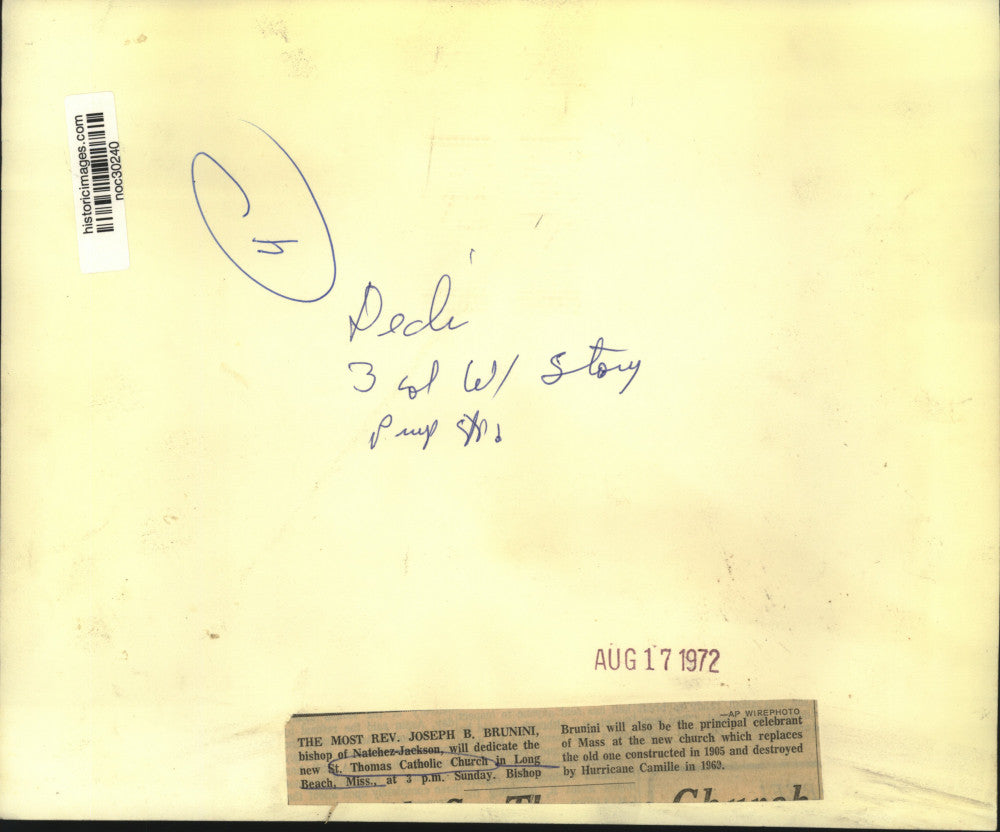 historicimages.com
noc30240
4
Dedi
3 col W/ Story
AUG 17 1972
—AP WIREPHOTO
THE MOST REV. JOSEPH B. BRUNINI,
bishop of Natchez-Jackson, will dedicate the
new St. Thomas Catholic Church in Long
Beach, Miss., at 3 p.m. Sunday. Bishop
Brunini will also be the principal celebrant
of Mass at the new church which replaces
the old one constructed in 1905 and destroyed
by Hurricane Camille in 1969.
Church